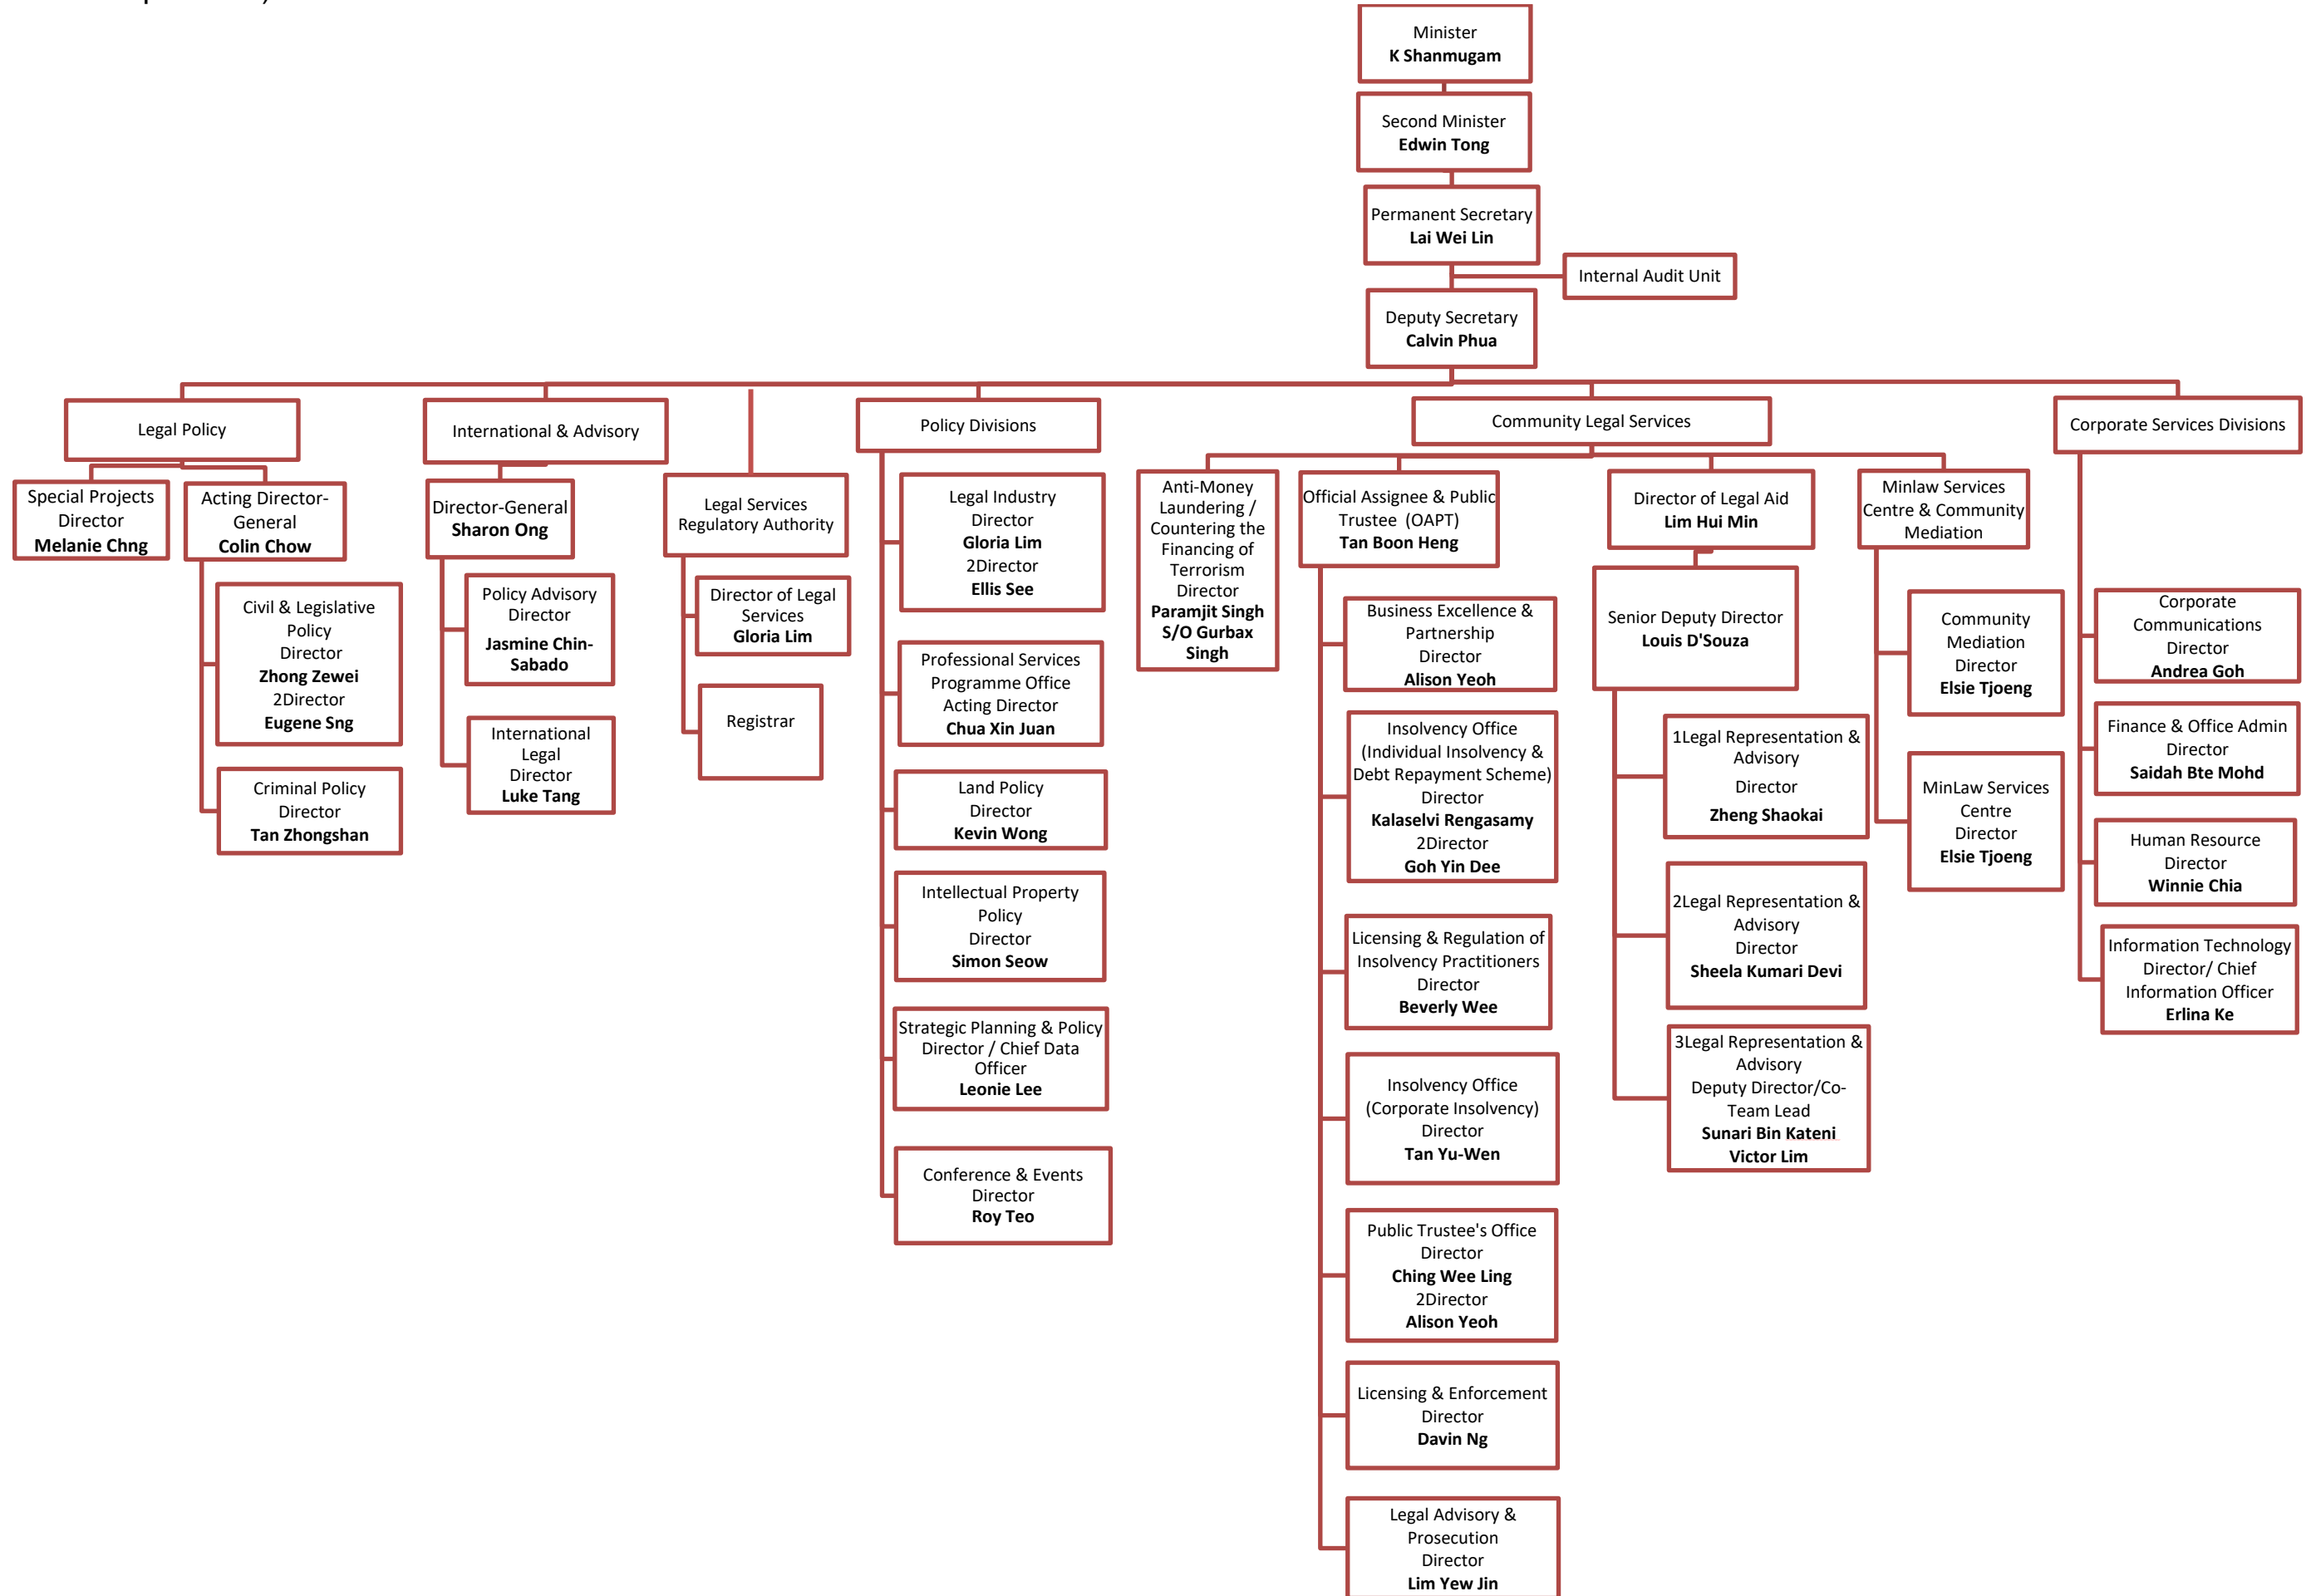 Minister
K Shanmugam
Second Minister
Edwin Tong
Permanent Secretary
Lai Wei Lin
Internal Audit Unit
Deputy Secretary
Calvin Phua
Legal Policy
Special Projects
Director
Melanie Chng
Acting Director-
General
Colin Chow
Civil & Legislative
Policy
Director
Zhong Zewei
2Director
Eugene Sng
Criminal Policy
Director
Tan Zhongshan
International & Advisory
Director-General
Sharon Ong
Policy Advisory
Director
Jasmine Chin-
Sabado
International
Legal
Director
Luke Tang
Legal Services
Regulatory Authority
Director of Legal
Services
Gloria Lim
Registrar
Policy Divisions
Legal Industry
Director
Gloria Lim
2Director
Ellis See
Professional Services
Programme Office
Acting Director
Chua Xin Juan
Land Policy
Director
Kevin Wong
Intellectual Property
Policy
Director
Simon Seow
Strategic Planning & Policy
Director / Chief Data
Officer
Leonie Lee
Conference & Events
Director
Roy Teo
Community Legal Services
Anti-Money
Laundering /
Countering the
Financing of
Terrorism
Director
Paramjit Singh
S/O Gurbax
Singh
Official Assignee & Public
Trustee (OAPT)
Tan Boon Heng
Business Excellence &
Partnership
Director
Alison Yeoh
Insolvency Office
(Individual Insolvency &
Debt Repayment Scheme)
Director
Kalaselvi Rengasamy
2Director
Goh Yin Dee
Licensing & Regulation of
Insolvency Practitioners
Director
Beverly Wee
Insolvency Office
(Corporate Insolvency)
Director
Tan Yu-Wen
Public Trustee's Office
Director
Ching Wee Ling
2Director
Alison Yeoh
Licensing & Enforcement
Director
Davin Ng
Legal Advisory &
Prosecution
Director
Lim Yew Jin
Director of Legal Aid
Lim Hui Min
Senior Deputy Director
Louis D'Souza
1Legal Representation &
Advisory
Director
Zheng Shaokai
2Legal Representation &
Advisory
Director
Sheela Kumari Devi
3Legal Representation &
Advisory
Deputy Director/Co-
Team Lead
Sunari Bin Kateni
Victor Lim
Minlaw Services
Centre & Community
Mediation
Community
Mediation
Director
Elsie Tjoeng
MinLaw Services
Centre
Director
Elsie Tjoeng
Corporate Services Divisions
Corporate
Communications
Director
Andrea Goh
Finance & Office Admin
Director
Saidah Bte Mohd
Human Resource
Director
Winnie Chia
Information Technology
Director/ Chief
Information Officer
Erlina Ke